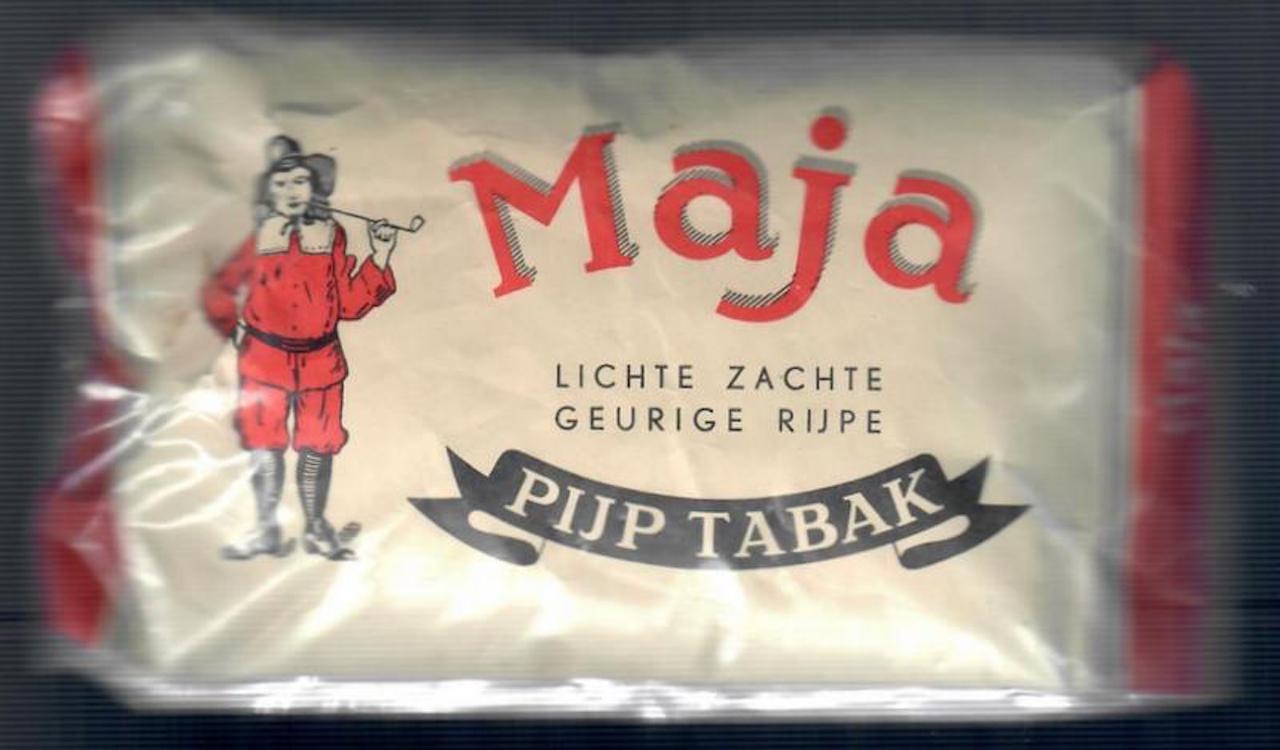 Maja
LICHTE ZACHTE
GEURIGE RIJPE
PIJP TABAK